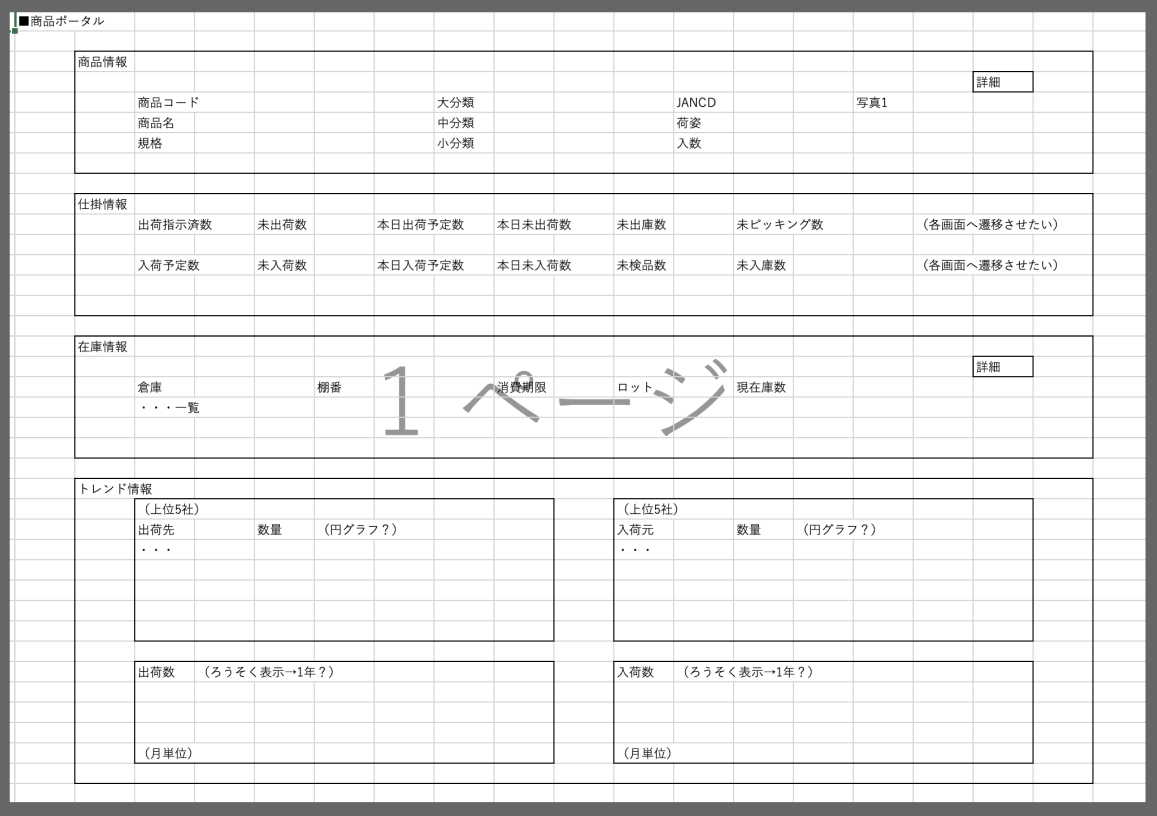 ■商品ポータル
商品情報
詳細
商品コード 大分類 JANCD 写真1
商品名 中分類 荷姿
規格 小分類 入数
仕掛情報
出荷指示済数 未出荷数 本日出荷予定数 本日未出荷数 未出庫数 未ピッキング数 （各画面へ遷移させたい）
入荷予定数 未入荷数 本日入荷予定数 本日未入荷数 未検品数 未入庫数 （各画面へ遷移させたい）
在庫情報
詳細
倉庫 棚番 消費期限 ロット 現在庫数
・・・一覧
1 ページ
トレンド情報
（上位5社） （上位5社）
出荷先 数量 （円グラフ？） 入荷元 数量 （円グラフ？）
・・・ ・・・
出荷数 （ろうそく表示→1年？） 入荷数 （ろうそく表示→1年？）
（月単位） （月単位）